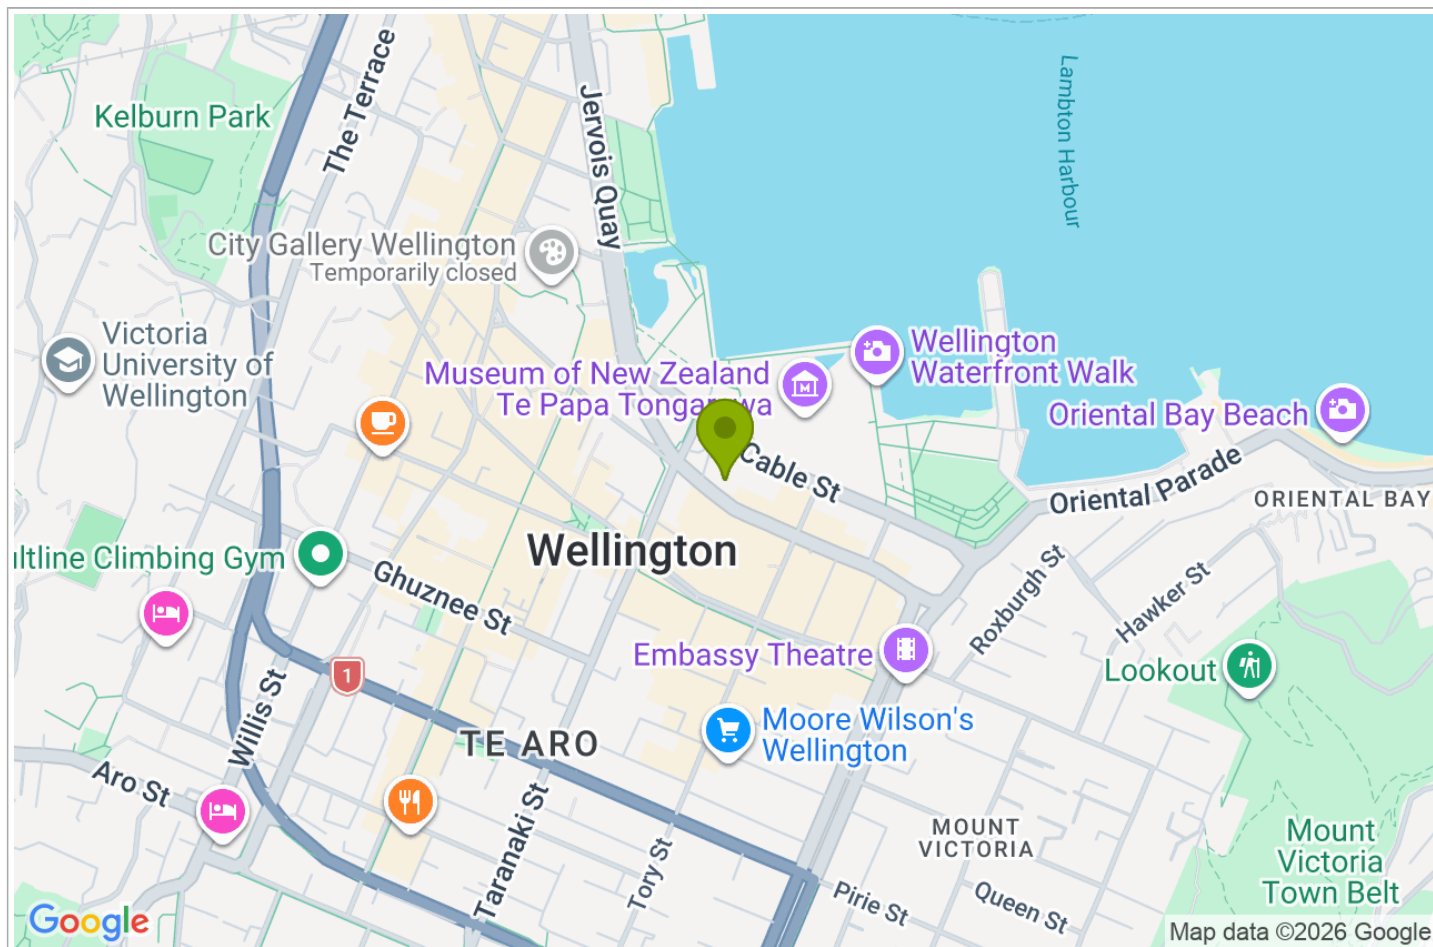 Kelburn Park
The Terrace
Jervois Quay
Lambton Harbour
City Gallery Wellington
Temporarily closed
Victoria
University of
Wellington
Museum of New Zealand
Te Papa Tongarewa
Wellington
Waterfront Walk
Oriental Bay Beach
Cable St
Oriental Parade
ORIENTAL BAY
Wellington
ultline Climbing Gym
Ghuznee St
Roxburgh St
Hawker St
Embassy Theatre
Lookout
1
Willis St
Moore Wilson's
Wellington
TE ARO
Aro St
Taranaki St
Tory St
MOUNT
VICTORIA
Mount
Victoria
Town Belt
Pirie St
Queen St
Google
Map data ©2026 Google